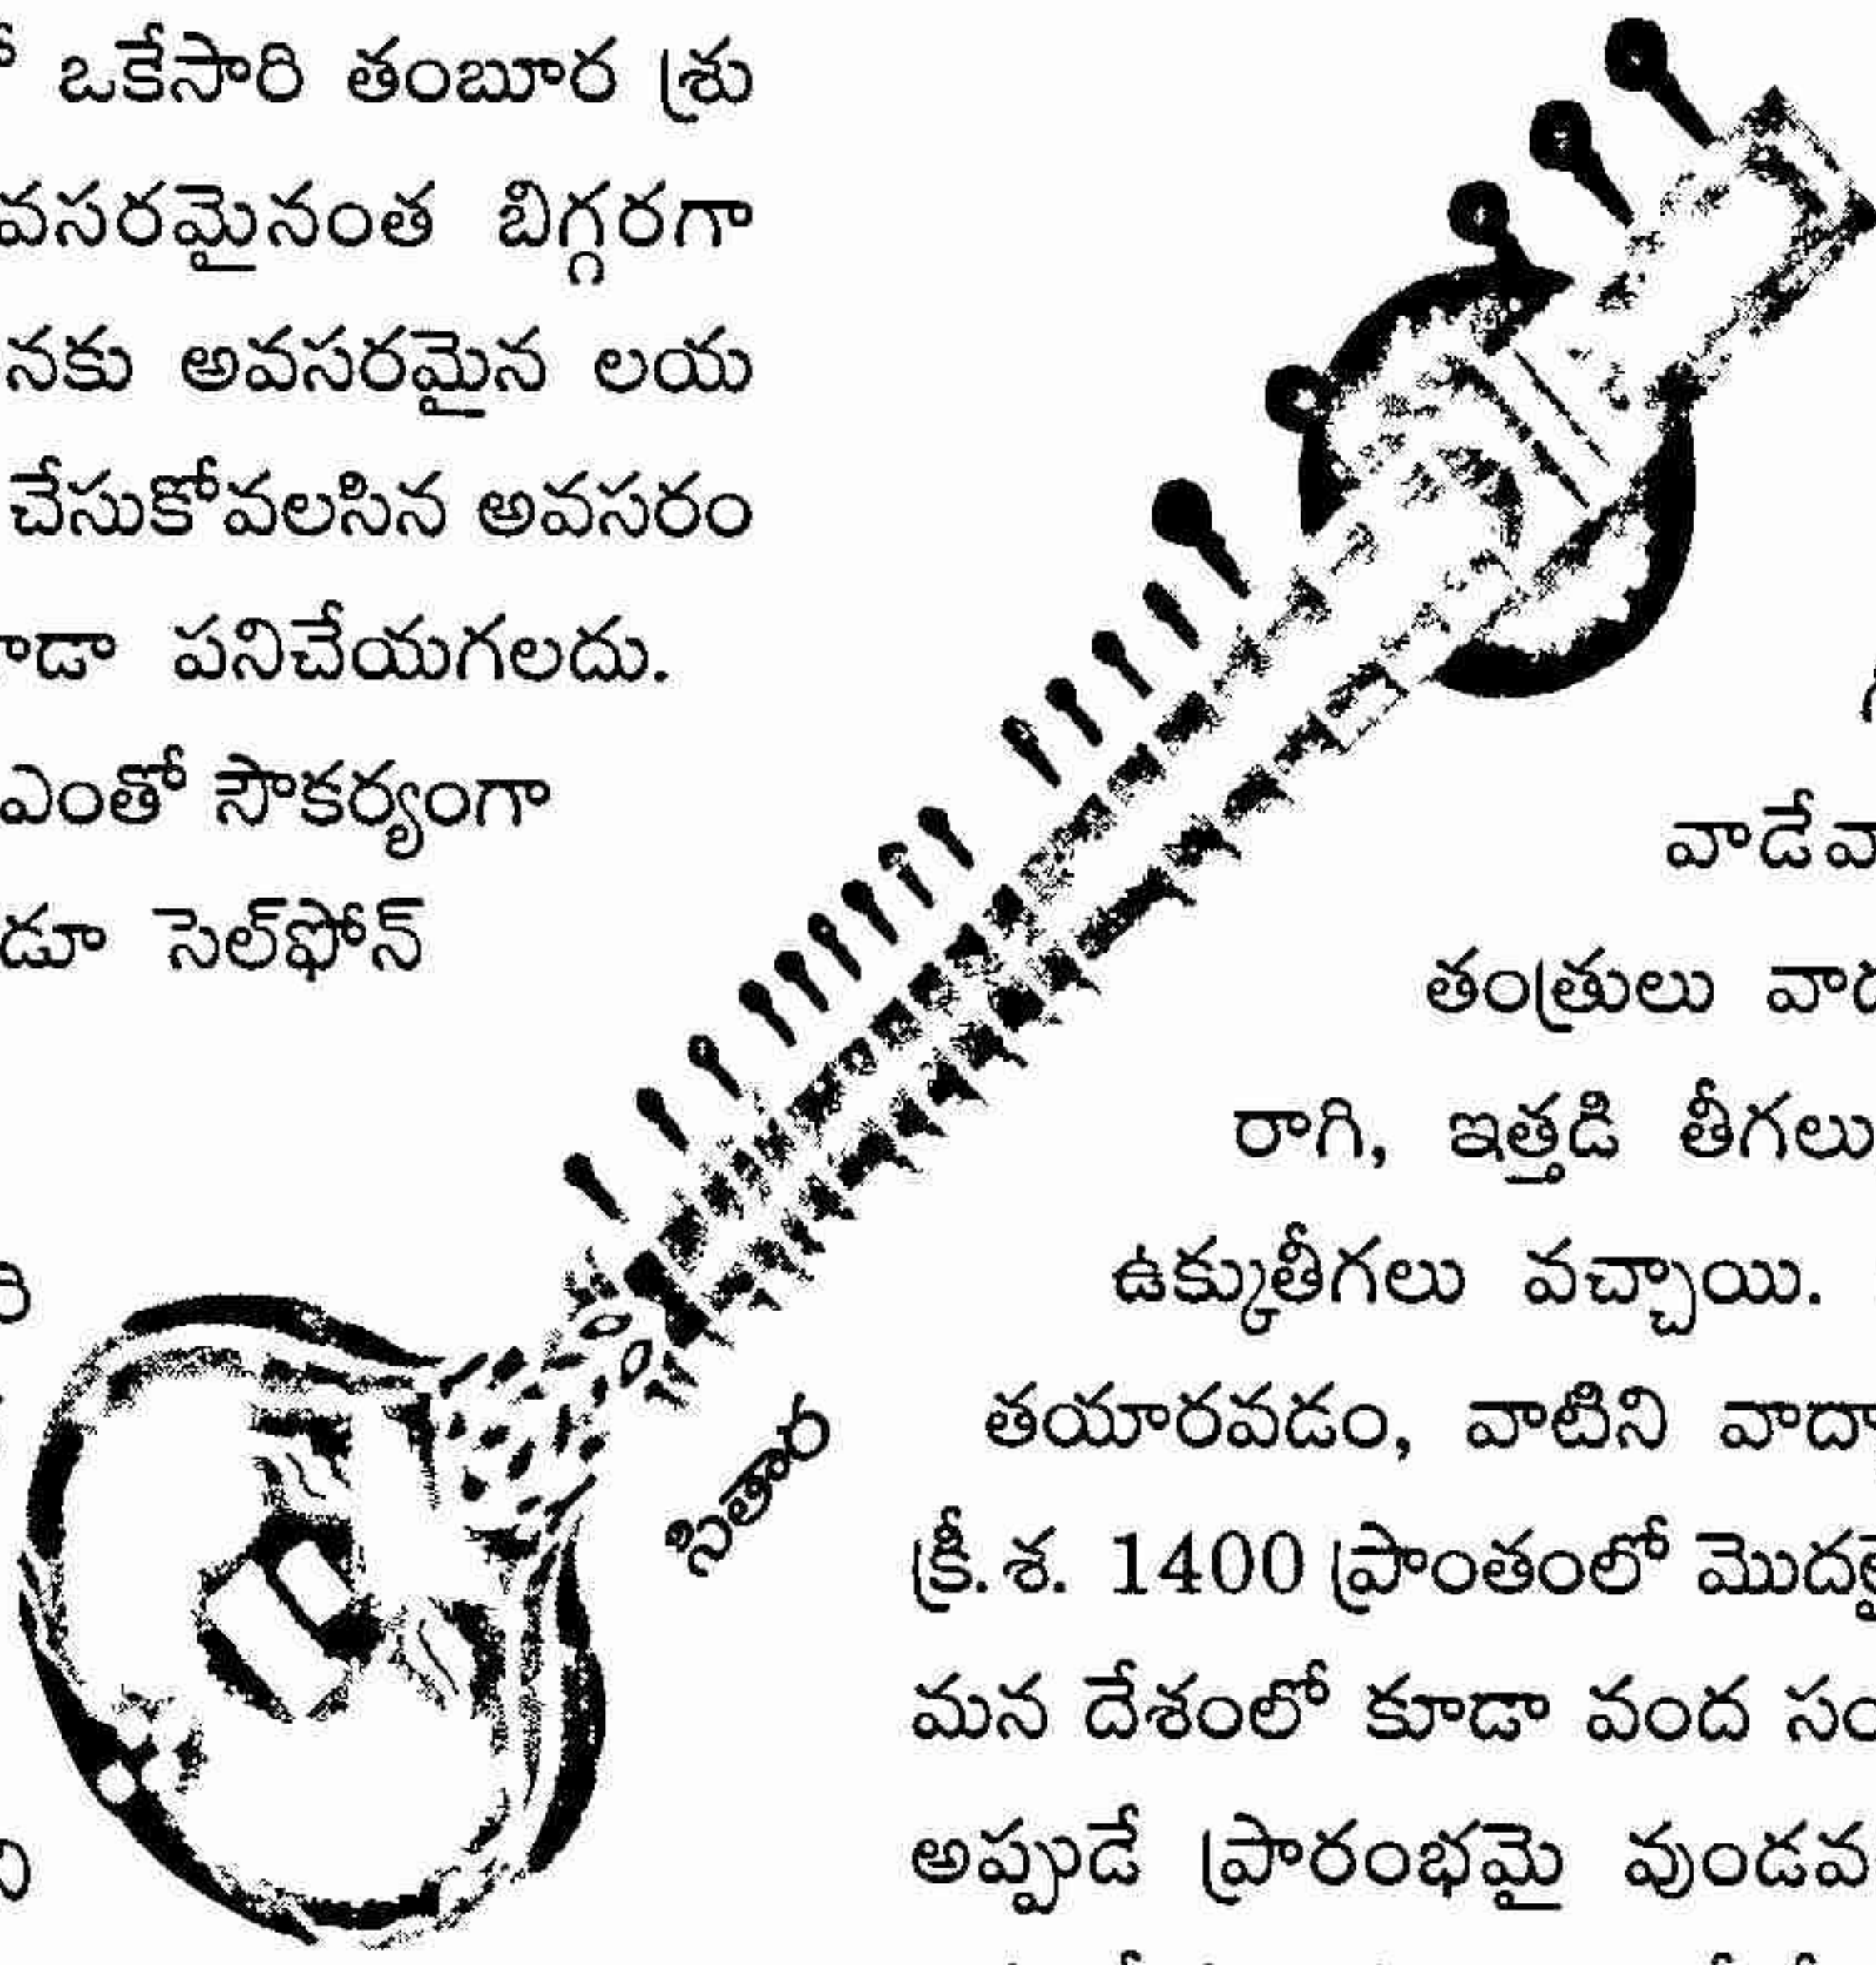 ఒకేసారి తంబూర శ్రు
వసరమైనంత బిగ్గరగా
నకు అవసరమైన లయ
చేసుకోవలసిన అవసరం
పనిచేయగలదు.
ఎంతో సౌకర్యంగా
డూ సెల్‌ఫోన్
సితార
వాడేవా
తంత్రులు
రాగి, ఇత్తడి తీగలు
ఉక్కుతీగలు వచ్చాయి.
తయారవడం, వాటిని వాదా
క్రీ.శ. 1400 ప్రాంతంలో మొద
మన దేశంలో కూడా వంద సం
అప్పుడే ప్రారంభమై వుండవ